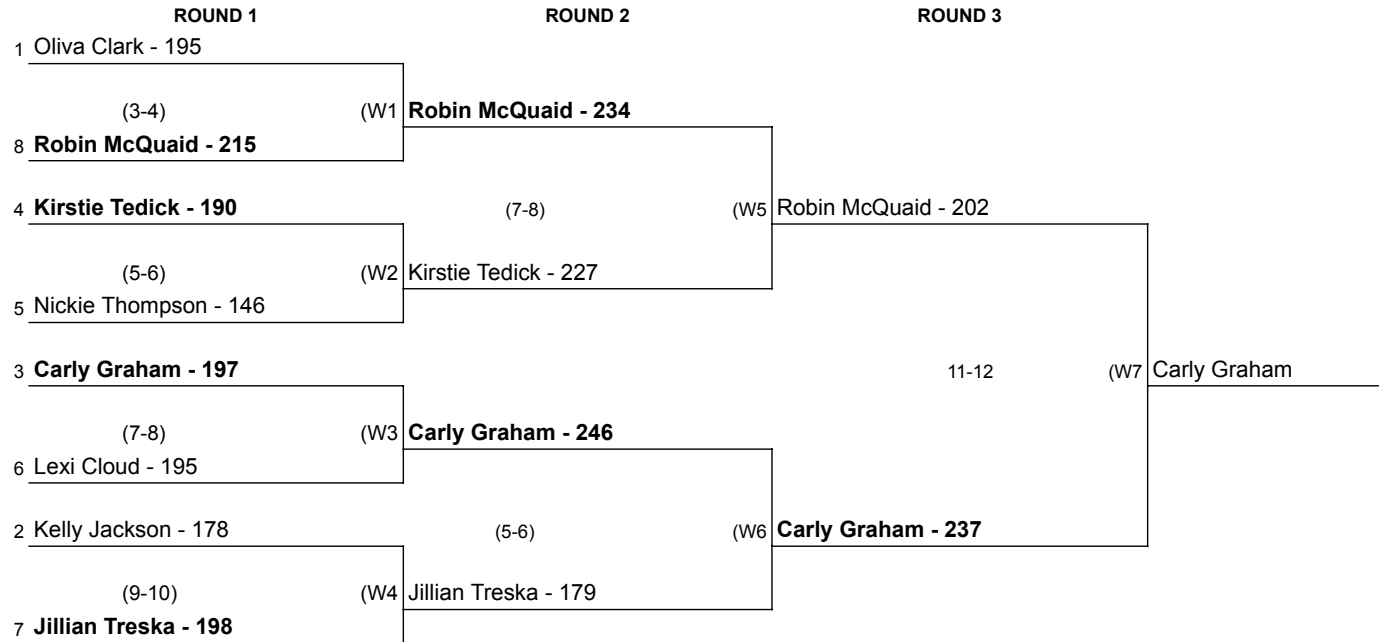 ROUND 1 ROUND 2 ROUND 3
1 Oliva Clark - 195
(3-4) (W1 Robin McQuaid - 234
8 Robin McQuaid - 215
4 Kirstie Tedick - 190 (7-8) (W5 Robin McQuaid - 202
(5-6) (W2 Kirstie Tedick - 227
5 Nickie Thompson - 146
3 Carly Graham - 197 11-12 (W7 Carly Graham
(7-8) (W3 Carly Graham - 246
6 Lexi Cloud - 195
2 Kelly Jackson - 178 (5-6) (W6 Carly Graham - 237
(9-10) (W4 Jillian Treska - 179
7 Jillian Treska - 198